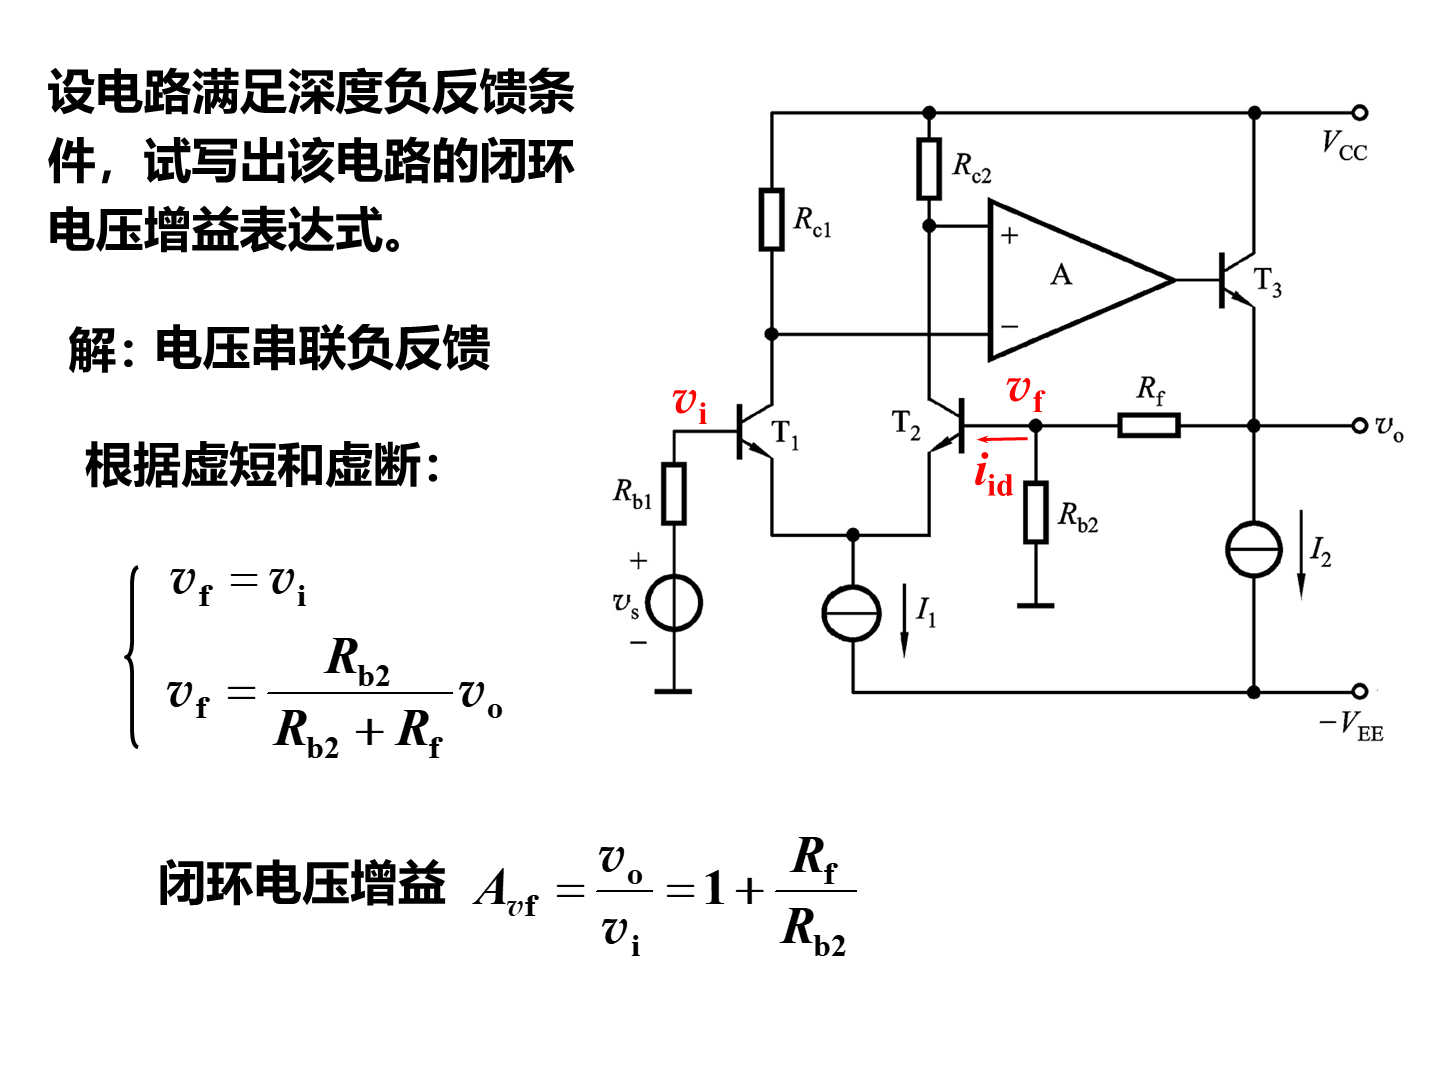 设电路满足深度负反馈条
件，试写出该电路的闭环
电压增益表达式。
解：电压串联负反馈
根据虚短和虚断：
v_f = v_i
v_f = R_b2 / (R_b2 + R_f) v_o
闭环电压增益 A_vf = v_o / v_i = 1 + R_f / R_b2
V_CC
R_c2
R_c1
+
A
T_3
−
v_i
v_f
R_f
T_1
T_2
v_o
i_id
R_b1
R_b2
+
v_s
−
I_1
I_2
−V_EE